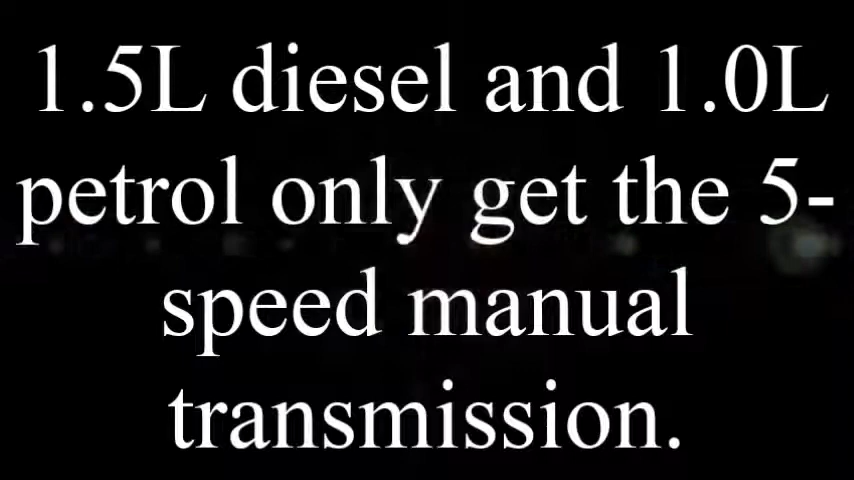 1.5L diesel and 1.0L
petrol only get the 5-
speed manual
transmission.